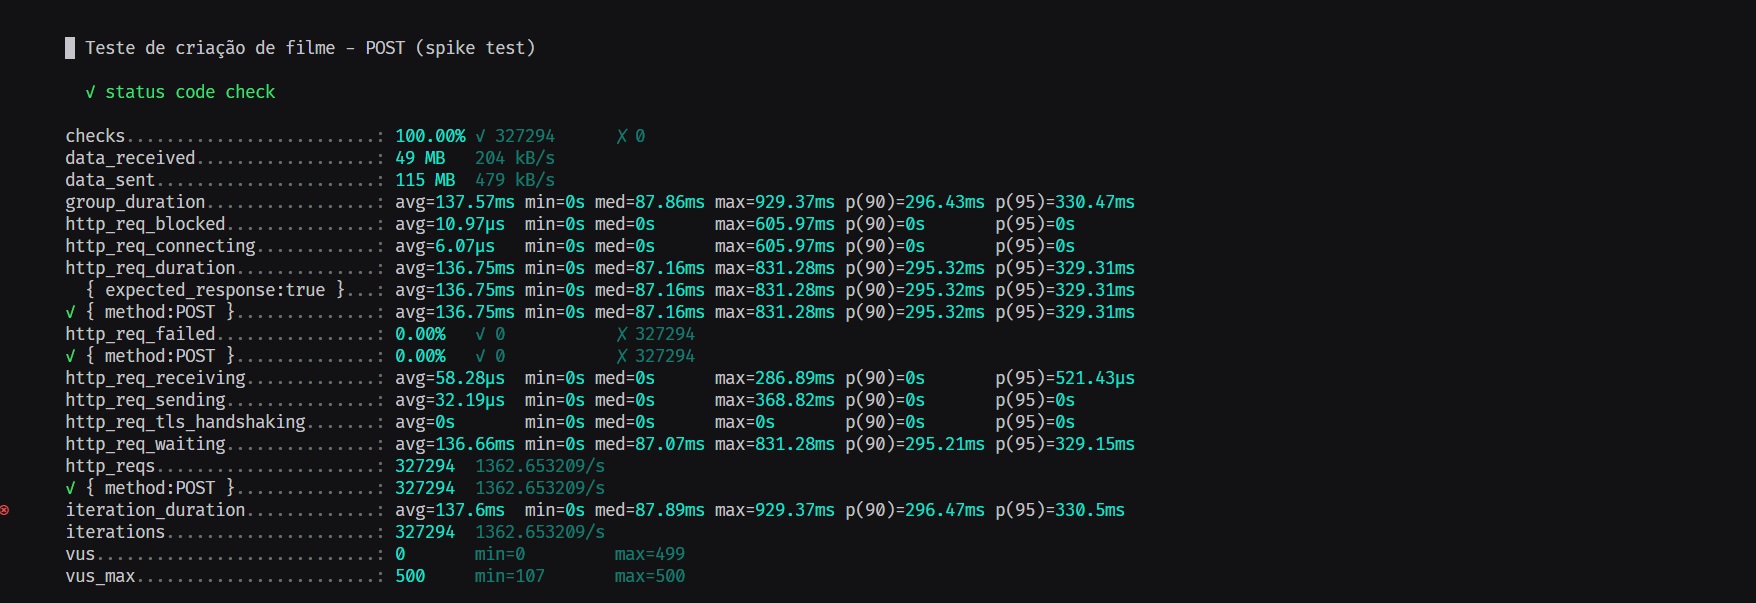 █ Teste de criação de filme - POST (spike test)
✓ status code check
checks.........................: 100.00% ✓ 327294 ✗ 0
data_received..................: 49 MB 204 kB/s
data_sent......................: 115 MB 479 kB/s
group_duration.................: avg=137.57ms min=0s med=87.86ms max=929.37ms p(90)=296.43ms p(95)=330.47ms
http_req_blocked...............: avg=10.97µs min=0s med=0s max=605.97ms p(90)=0s p(95)=0s
http_req_connecting............: avg=6.07µs min=0s med=0s max=605.97ms p(90)=0s p(95)=0s
http_req_duration..............: avg=136.75ms min=0s med=87.16ms max=831.28ms p(90)=295.32ms p(95)=329.31ms
{ expected_response:true }...: avg=136.75ms min=0s med=87.16ms max=831.28ms p(90)=295.32ms p(95)=329.31ms
✓ { method:POST }..............: avg=136.75ms min=0s med=87.16ms max=831.28ms p(90)=295.32ms p(95)=329.31ms
http_req_failed................: 0.00% ✓ 0 ✗ 327294
✓ { method:POST }..............: 0.00% ✓ 0 ✗ 327294
http_req_receiving.............: avg=58.28µs min=0s med=0s max=286.89ms p(90)=0s p(95)=521.43µs
http_req_sending...............: avg=32.19µs min=0s med=0s max=368.82ms p(90)=0s p(95)=0s
http_req_tls_handshaking.......: avg=0s min=0s med=0s max=0s p(90)=0s p(95)=0s
http_req_waiting...............: avg=136.66ms min=0s med=87.07ms max=831.28ms p(90)=295.21ms p(95)=329.15ms
http_reqs......................: 327294 1362.653209/s
✓ { method:POST }..............: 327294 1362.653209/s
iteration_duration.............: avg=137.6ms min=0s med=87.89ms max=929.37ms p(90)=296.47ms p(95)=330.5ms
iterations.....................: 327294 1362.653209/s
vus............................: 0 min=0 max=499
vus_max........................: 500 min=107 max=500